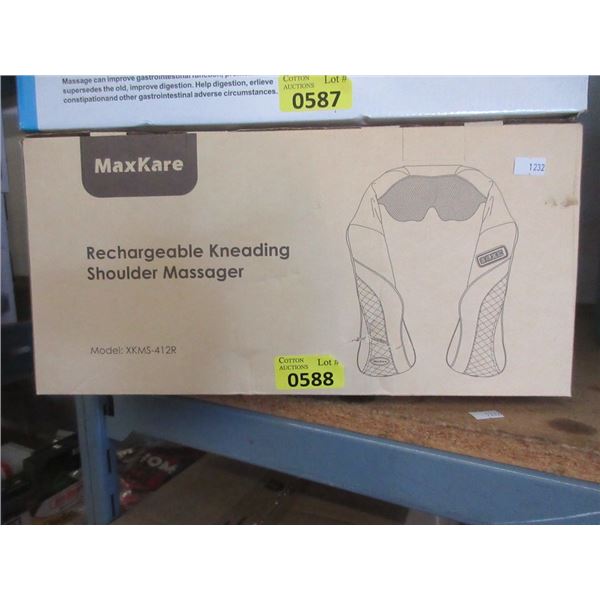 Massage can improve gastrointestinal function,
supersedes the old, improve digestion. Help digestion, erlieve
constipationand other gastrointestinal adverse circumstances.
COTTON Lot #
AUCTIONS
0587
MaxKare
1232
Rechargeable Kneading
Shoulder Massager
Model: XKMS-412R
COTTON Lot #
AUCTIONS
0588